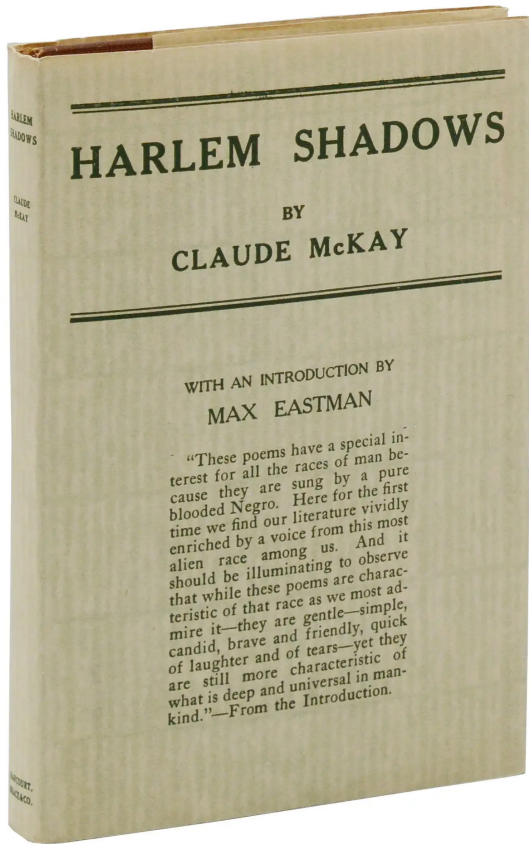 HARLEM
SHADOWS
CLAUDE
McKAY
HARLEM SHADOWS
BY
CLAUDE McKAY
WITH AN INTRODUCTION BY
MAX EASTMAN
“These poems have a special in-
terest for all the races of man be-
cause they are sung by a pure
blooded Negro. Here for the first
time we find our literature vividly
enriched by a voice from this most
alien race among us. And it
should be illuminating to observe
that while these poems are charac-
teristic of that race as we most ad-
mire it—they are gentle—simple,
candid, brave and friendly, quick
of laughter and of tears—yet they
are still more characteristic of
what is deep and universal in man-
kind.”—From the Introduction.
HARCOURT,
BRACE & CO.